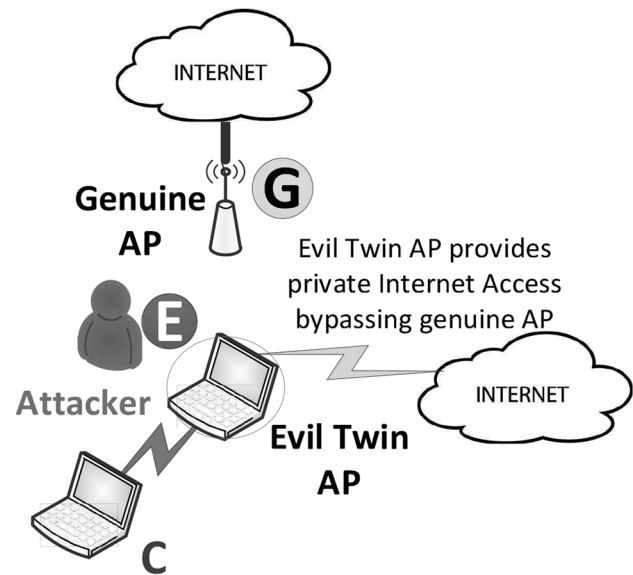 INTERNET
G
Genuine
AP
Evil Twin AP provides
private Internet Access
bypassing genuine AP
E
Attacker
INTERNET
Evil Twin
AP
C